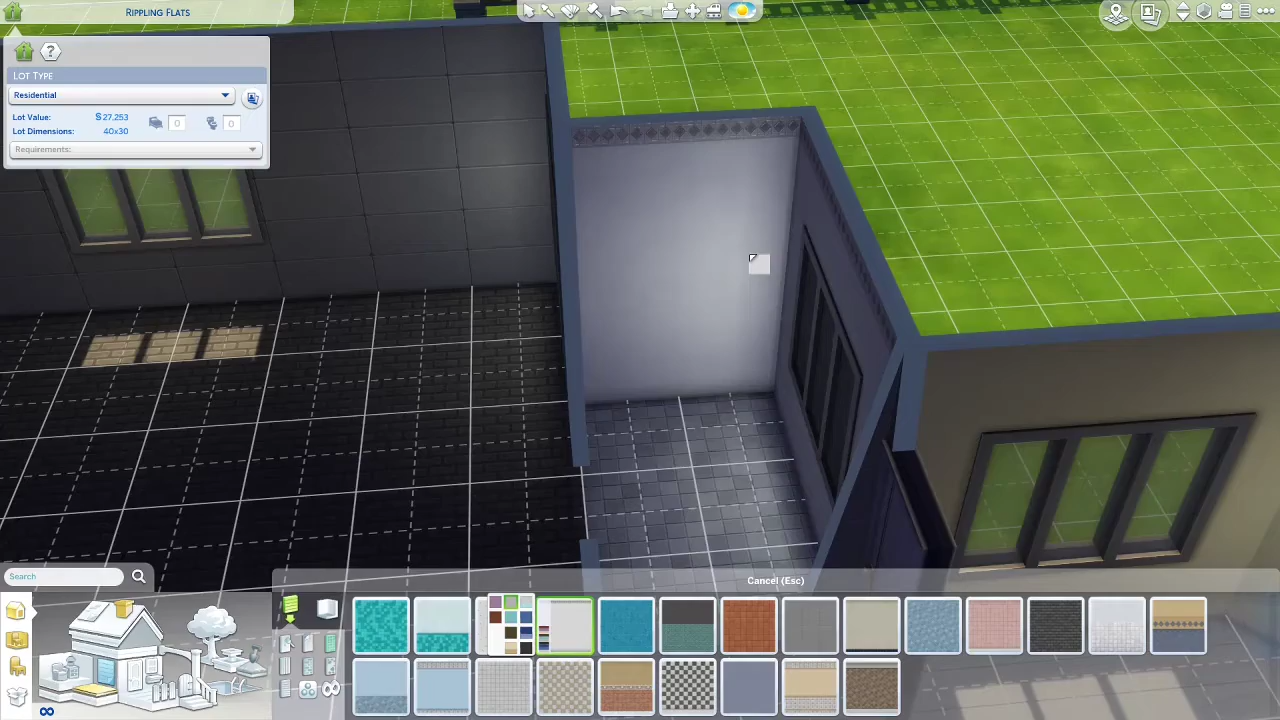 RIPPLING FLATS
?
LOT TYPE
Residential
Lot Value: §27,253
0
0
Lot Dimensions: 40x30
Requirements:
Cancel (Esc)
Search